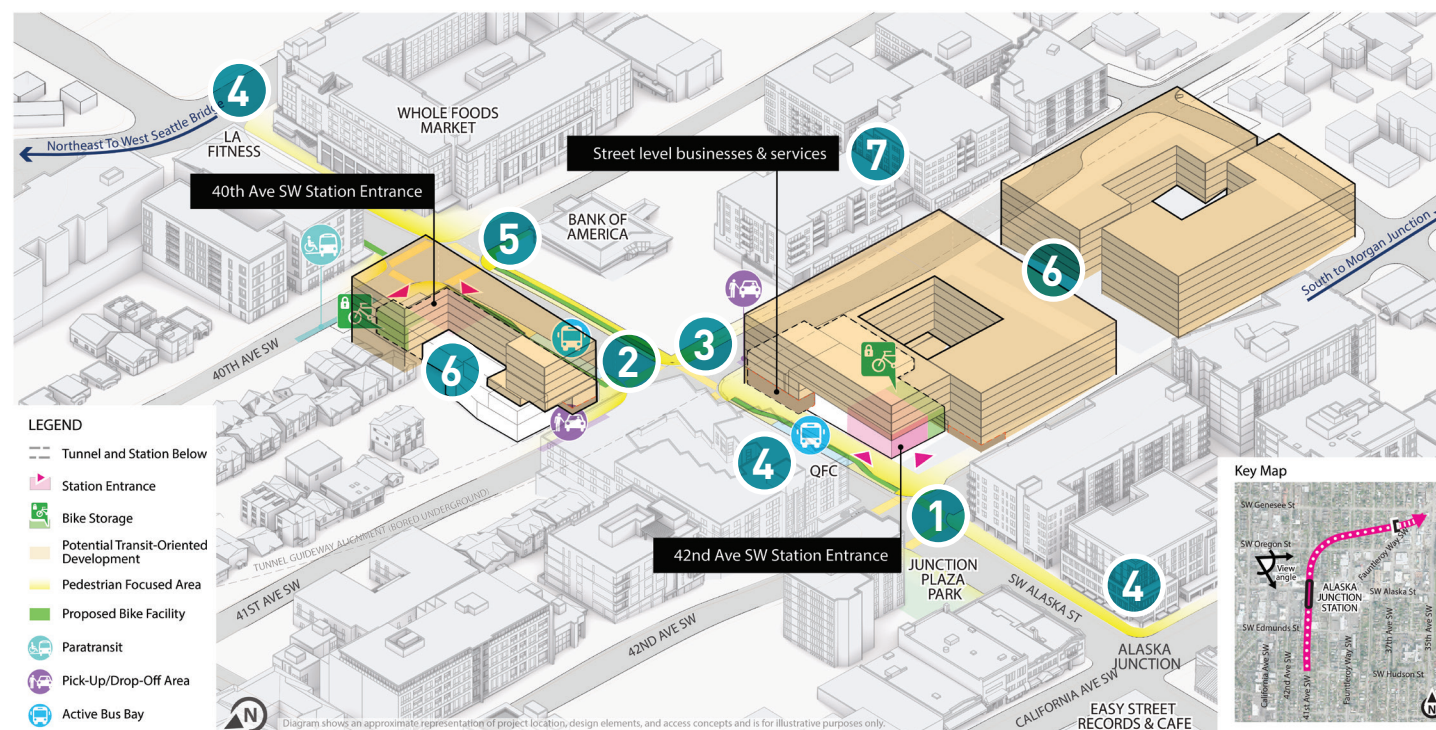 4
Northeast To West Seattle Bridge
LA
FITNESS
WHOLE FOODS
MARKET
Street level businesses & services
7
40th Ave SW Station Entrance
5
BANK OF
AMERICA
6
South to Morgan Junction
40TH AVE SW
6
2
3
4
QFC
1
42nd Ave SW Station Entrance
JUNCTION
PLAZA
PARK
SW ALASKA ST
4
ALASKA
JUNCTION
TUNNEL GUIDEWAY ALIGNMENT (BORED UNDERGROUND)
41ST AVE SW
42ND AVE SW
CALIFORNIA AVE SW
EASY STREET
RECORDS & CAFE
LEGEND
Tunnel and Station Below
Station Entrance
Bike Storage
Potential Transit-Oriented
Development
Pedestrian Focused Area
Proposed Bike Facility
Paratransit
Pick-Up/Drop-Off Area
Active Bus Bay
N
Diagram shows an approximate representation of project location, design elements, and access concepts and is for illustrative purposes only.
Key Map
SW Genesee St
SW Oregon St
View
angle
Fauntleroy Way SW
ALASKA
JUNCTION
STATION
SW Alaska St
SW Edmunds St
California Ave SW
42nd Ave SW
41st Ave SW
Fauntleroy Way SW
37th Ave SW
35th Ave SW
SW Hudson St
N